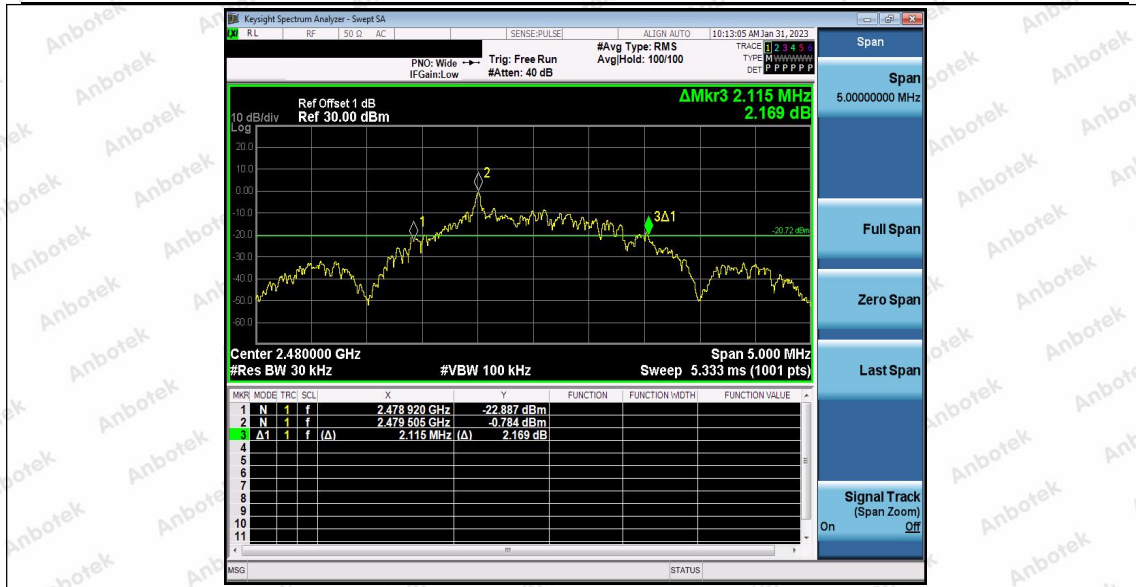 Keysight Spectrum Analyzer - Swept SA
LXI RL RF 50 Ω AC SENSE:PULSE ALIGN AUTO 10:13:05 AM Jan 31, 2023
PNO: Wide Trig: Free Run #Avg Type: RMS TRACE 1 2 3 4 5 6
IFGain:Low #Atten: 40 dB Avg|Hold: 100/100 TYPE M W W W W W
DET P P P P P P
ΔMkr3 2.115 MHz
2.169 dB
Ref Offset 1 dB
10 dB/div Ref 30.00 dBm
Log
20.0
10.0
0.00
-10.0
-20.0
-30.0
-40.0
-50.0
-60.0
1
2
3Δ1
-20.72 dBm
Center 2.480000 GHz Span 5.000 MHz
#Res BW 30 kHz #VBW 100 kHz Sweep 5.333 ms (1001 pts)
MKR MODE TRC SCL X Y FUNCTION FUNCTION WIDTH FUNCTION VALUE
1 N 1 f 2.478 920 GHz -22.887 dBm
2 N 1 f 2.479 505 GHz -0.784 dBm
3 Δ1 1 f (Δ) 2.115 MHz (Δ) 2.169 dB
4
5
6
7
8
9
10
11
MSG STATUS
Span
Span
5.00000000 MHz
Full Span
Zero Span
Last Span
Signal Track
(Span Zoom)
On Off
Anbotek